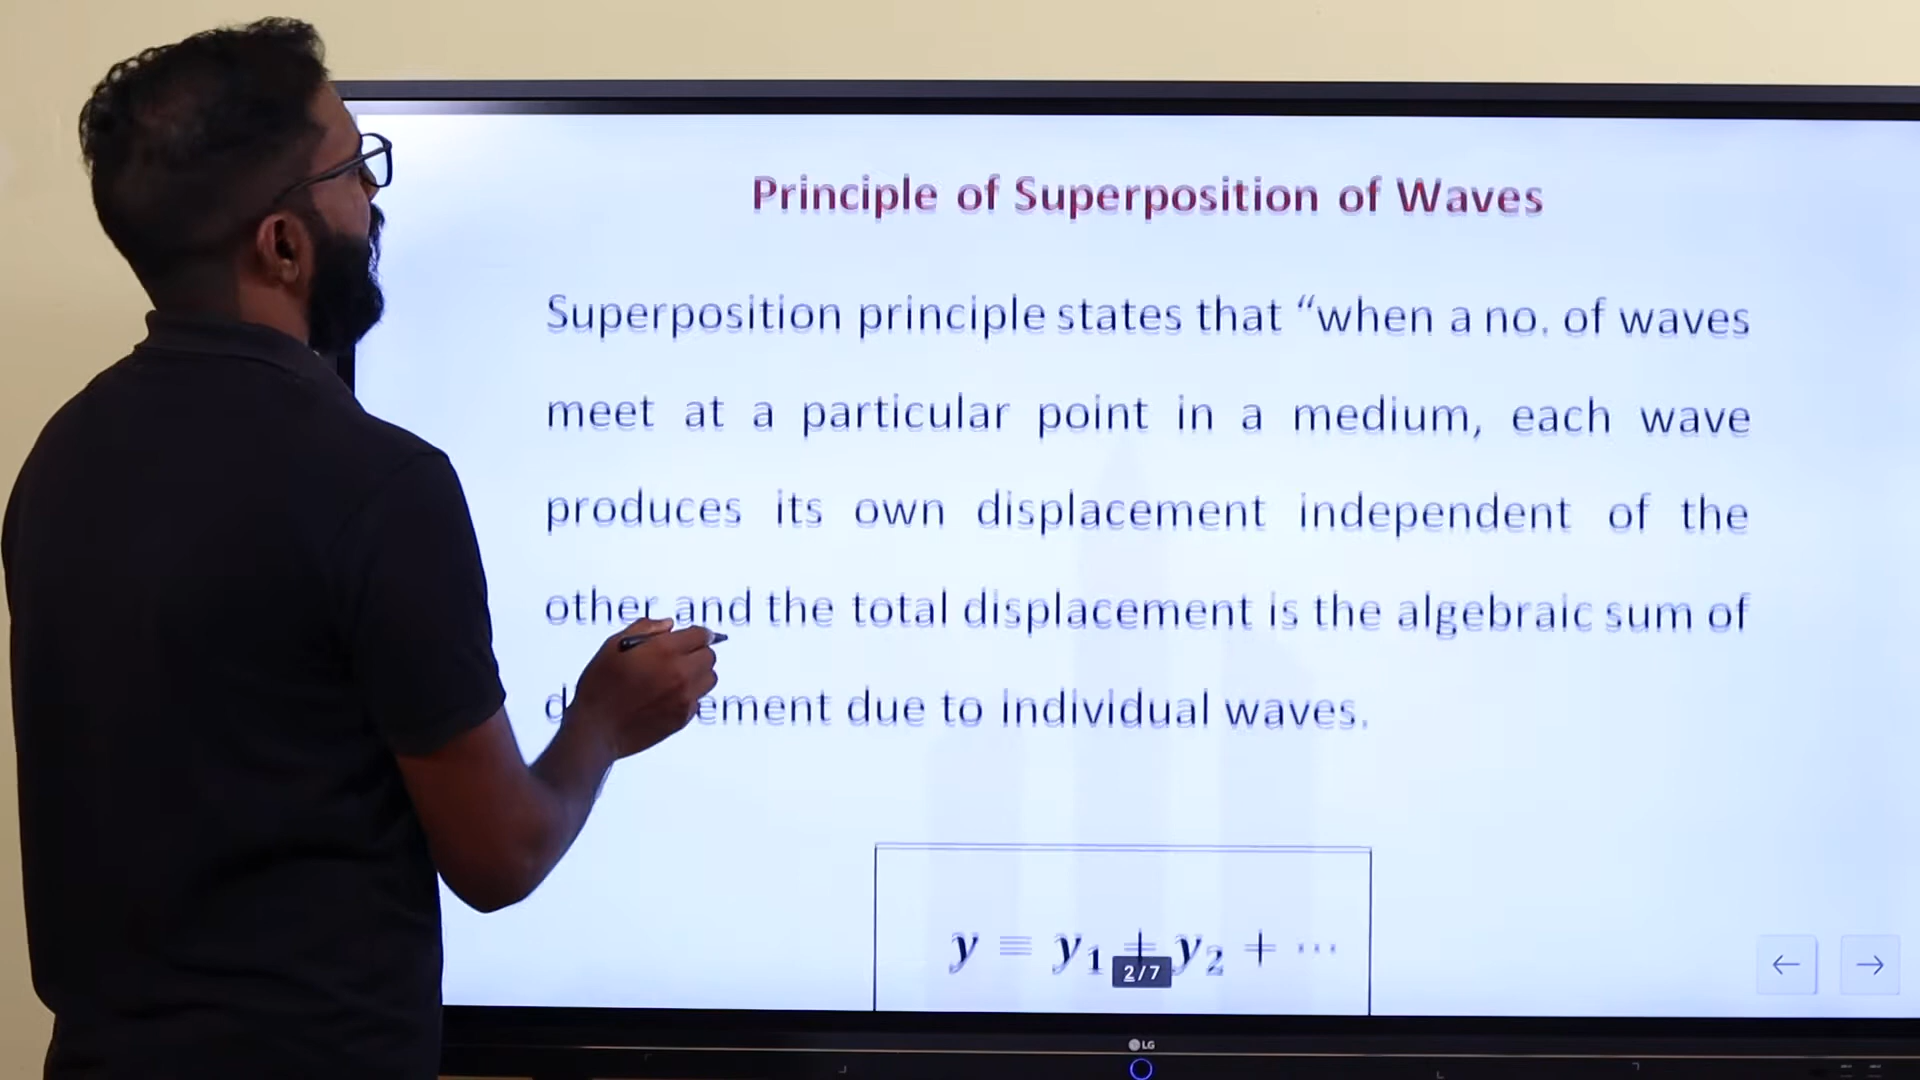 Principle of Superposition of Waves
Superposition principle states that “when a no. of waves
meet at a particular point in a medium, each wave
produces its own displacement independent of the
other and the total displacement is the algebraic sum of
due to individual waves.
y = y₁ + y₂ + ⋯
2/7
← →
LG